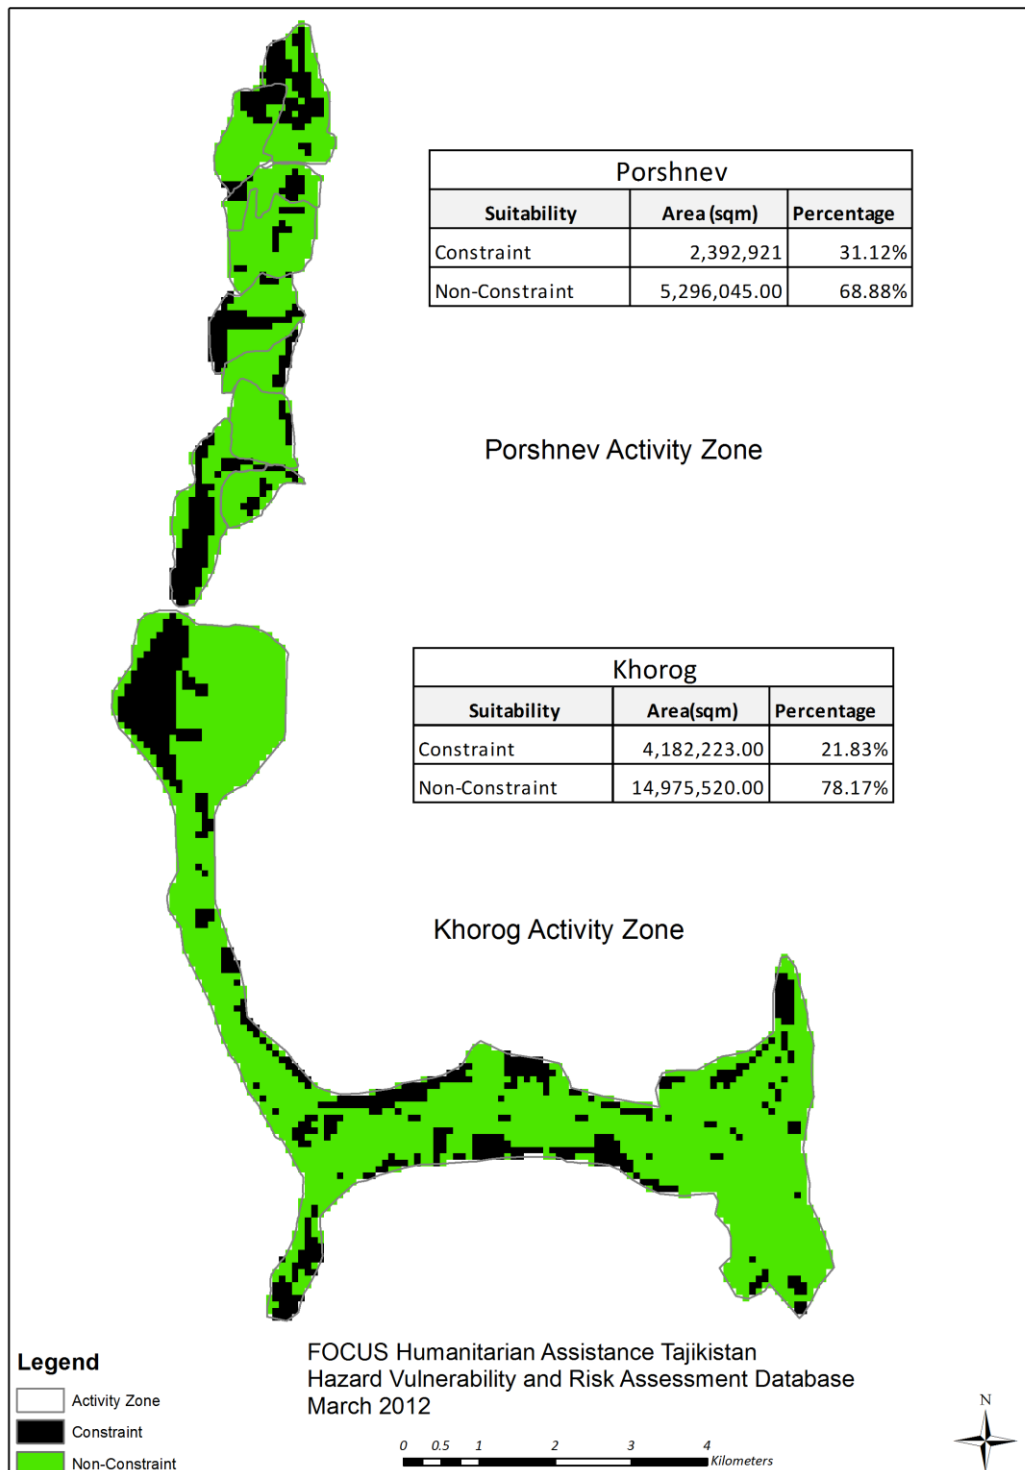 Porshnev
Suitability Area (sqm) Percentage
Constraint 2,392,921 31.12%
Non-Constraint 5,296,045.00 68.88%
Porshnev Activity Zone
Khorog
Suitability Area(sqm) Percentage
Constraint 4,182,223.00 21.83%
Non-Constraint 14,975,520.00 78.17%
Khorog Activity Zone
FOCUS Humanitarian Assistance Tajikistan
Hazard Vulnerability and Risk Assessment Database
March 2012
Legend
Activity Zone
Constraint
Non-Constraint
0 0.5 1 2 3 4
Kilometers
N